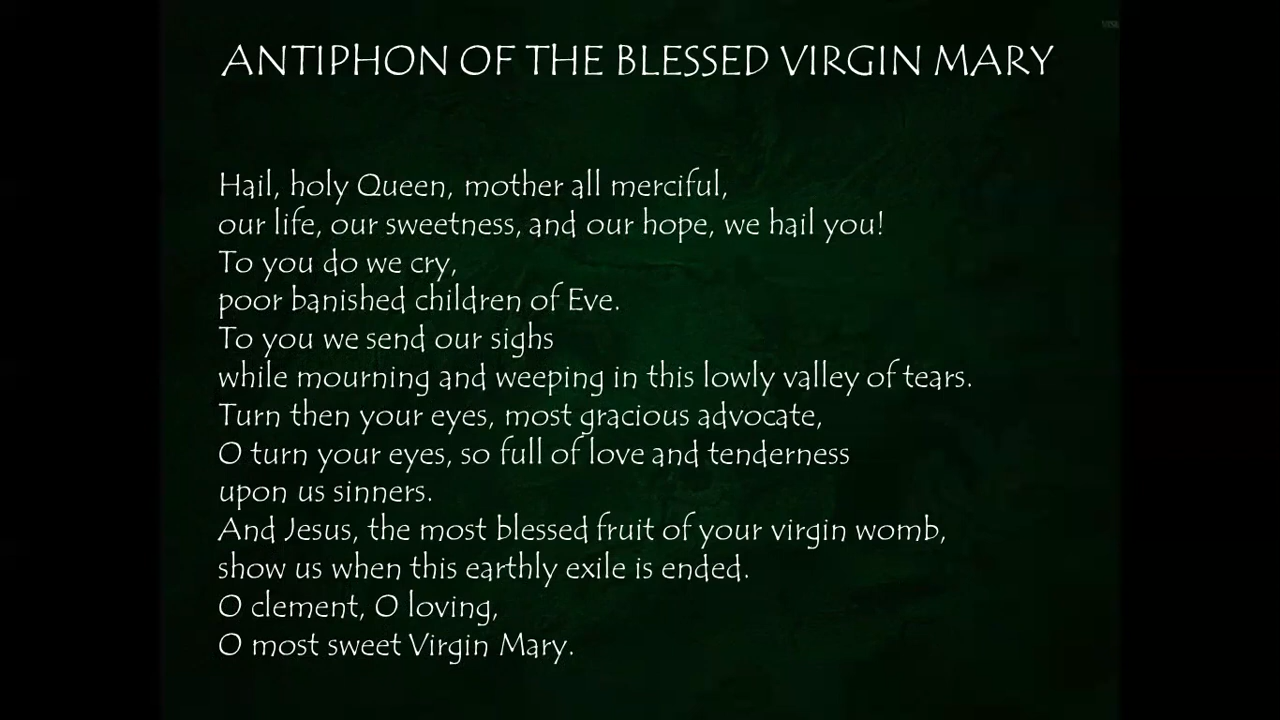 ANTIPHON OF THE BLESSED VIRGIN MARY
Hail, holy Queen, mother all merciful,
our life, our sweetness, and our hope, we hail you!
To you do we cry,
poor banished children of Eve.
To you we send our sighs
while mourning and weeping in this lowly valley of tears.
Turn then your eyes, most gracious advocate,
O turn your eyes, so full of love and tenderness
upon us sinners.
And Jesus, the most blessed fruit of your virgin womb,
show us when this earthly exile is ended.
O clement, O loving,
O most sweet Virgin Mary.